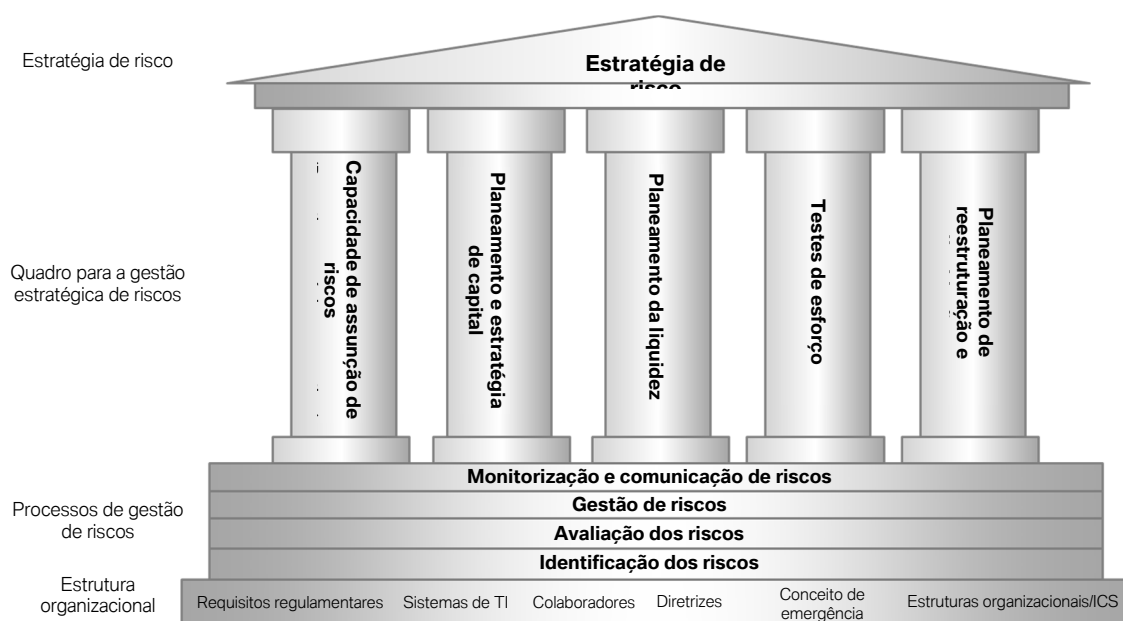 Estratégia de risco
Estratégia de
risco
Quadro para a gestão
estratégica de riscos
Capacidade de assunção de
riscos
Planeamento e estratégia
de capital
Planeamento da liquidez
Testes de esforço
Planeamento de
reestruturação e
Processos de gestão
de riscos
Monitorização e comunicação de riscos
Gestão de riscos
Avaliação dos riscos
Identificação dos riscos
Estrutura
organizacional
Requisitos regulamentares
Sistemas de TI
Colaboradores
Diretrizes
Conceito de
emergência
Estruturas organizacionais/ICS